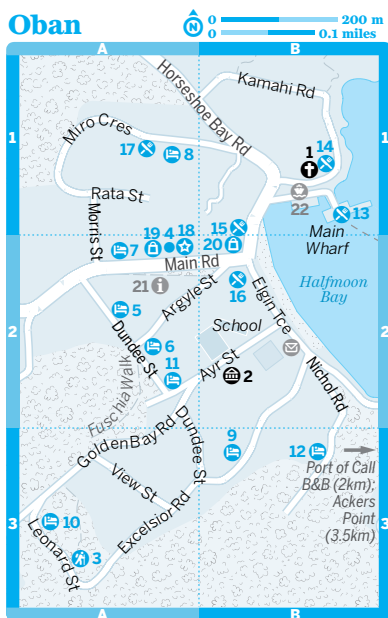 Oban
N
0 200 m
0 0.1 miles
A B
Horseshoe Bay Rd
Kamahi Rd
1 1
Miro Cres
17 8
1 14
22
13
Rata St
Morris St
19 4 18
7
15
20
Main
Wharf
Main Rd
21
16
Argyle St
Elgin Tce
Halfmoon
Bay
2 2
5
School
Dundee St
6
11
Ayr St
2
Nichol Rd
Fuschia Walk
Golden Bay Rd
Dundee St
9
12
Port of Call
B&B (2km);
Ackers
Point
(3.5km)
View St
3 3
10
Excelsior Rd
Leonard St
3
A B